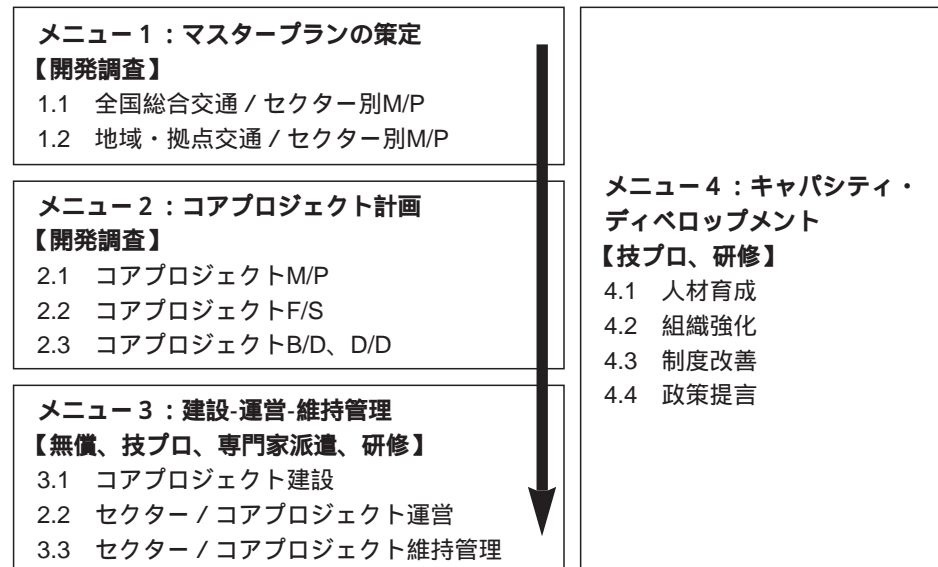 メニュー1：マスタープランの策定
【開発調査】
1.1 全国総合交通／セクター別M/P
1.2 地域・拠点交通／セクター別M/P
メニュー2：コアプロジェクト計画
【開発調査】
2.1 コアプロジェクトM/P
2.2 コアプロジェクトF/S
2.3 コアプロジェクトB/D、D/D
メニュー3：建設-運営-維持管理
【無償、技プロ、専門家派遣、研修】
3.1 コアプロジェクト建設
2.2 セクター／コアプロジェクト運営
3.3 セクター／コアプロジェクト維持管理
メニュー4：キャパシティ・
ディベロップメント
【技プロ、研修】
4.1 人材育成
4.2 組織強化
4.3 制度改善
4.4 政策提言